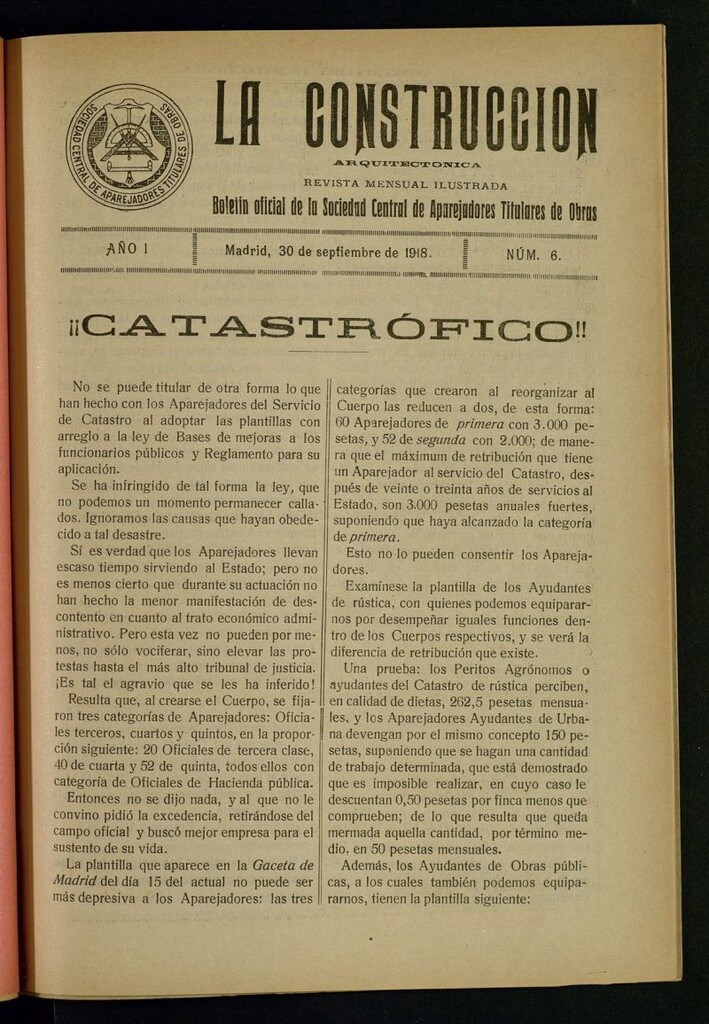 SOCIEDAD CENTRAL DE APAREJADORES TITULARES DE OBRAS
LA CONSTRUCCION
ARQUITECTONICA
REVISTA MENSUAL ILUSTRADA
Boletín oficial de la Sociedad Central de Aparejadores Titulares de Obras
AÑO I
Madrid, 30 de septiembre de 1918.
NÚM. 6.
¡¡CATASTRÓFICO!!
No se puede titular de otra forma lo que
han hecho con los Aparejadores del Servicio
de Catastro al adoptar las plantillas con
arreglo a la ley de Bases de mejoras a los
funcionarios públicos y Reglamento para su
aplicación.
Se ha infringido de tal forma la ley, que
no podemos un momento permanecer calla-
dos. Ignoramos las causas que hayan obede-
cido a tal desastre.
Sí es verdad que los Aparejadores llevan
escaso tiempo sirviendo al Estado; pero no
es menos cierto que durante su actuación no
han hecho la menor manifestación de des-
contento en cuanto al trato económico admi-
nistrativo. Pero esta vez no pueden por me-
nos, no sólo vociferar, sino elevar las pro-
testas hasta el más alto tribunal de justicia.
¡Es tal el agravio que se les ha inferido!
Resulta que, al crearse el Cuerpo, se fija-
ron tres categorías de Aparejadores: Oficia-
les terceros, cuartos y quintos, en la propor-
ción siguiente: 20 Oficiales de tercera clase,
40 de cuarta y 52 de quinta, todos ellos con
categoría de Oficiales de Hacienda pública.
Entonces no se dijo nada, y al que no le
convino pidió la excedencia, retirándose del
campo oficial y buscó mejor empresa para el
sustento de su vida.
La plantilla que aparece en la Gaceta de
Madrid del día 15 del actual no puede ser
más depresiva a los Aparejadores: las tres
categorías que crearon al reorganizar al
Cuerpo las reducen a dos, de esta forma:
60 Aparejadores de primera con 3.000 pe-
setas, y 52 de segunda con 2.000; de mane-
ra que el máximum de retribución que tiene
un Aparejador al servicio del Catastro, des-
pués de veinte o treinta años de servicios al
Estado, son 3.000 pesetas anuales fuertes,
suponiendo que haya alcanzado la categoría
de primera.
Esto no lo pueden consentir los Apareja-
dores.
Examínese la plantilla de los Ayudantes
de rústica, con quienes podemos equiparar-
nos por desempeñar iguales funciones den-
tro de los Cuerpos respectivos, y se verá la
diferencia de retribución que existe.
Una prueba: los Peritos Agrónomos o
ayudantes del Catastro de rústica perciben,
en calidad de dietas, 262,5 pesetas mensua-
les, y los Aparejadores Ayudantes de Urba-
na devengan por el mismo concepto 150 pe-
setas, suponiendo que se hagan una cantidad
de trabajo determinada, que está demostrado
que es imposible realizar, en cuyo caso le
descuentan 0,50 pesetas por finca menos que
comprueben; de lo que resulta que queda
mermada aquella cantidad, por término me-
dio, en 50 pesetas mensuales.
Además, los Ayudantes de Obras públi-
cas, a los cuales también podemos equipa-
rarnos, tienen la plantilla siguiente: